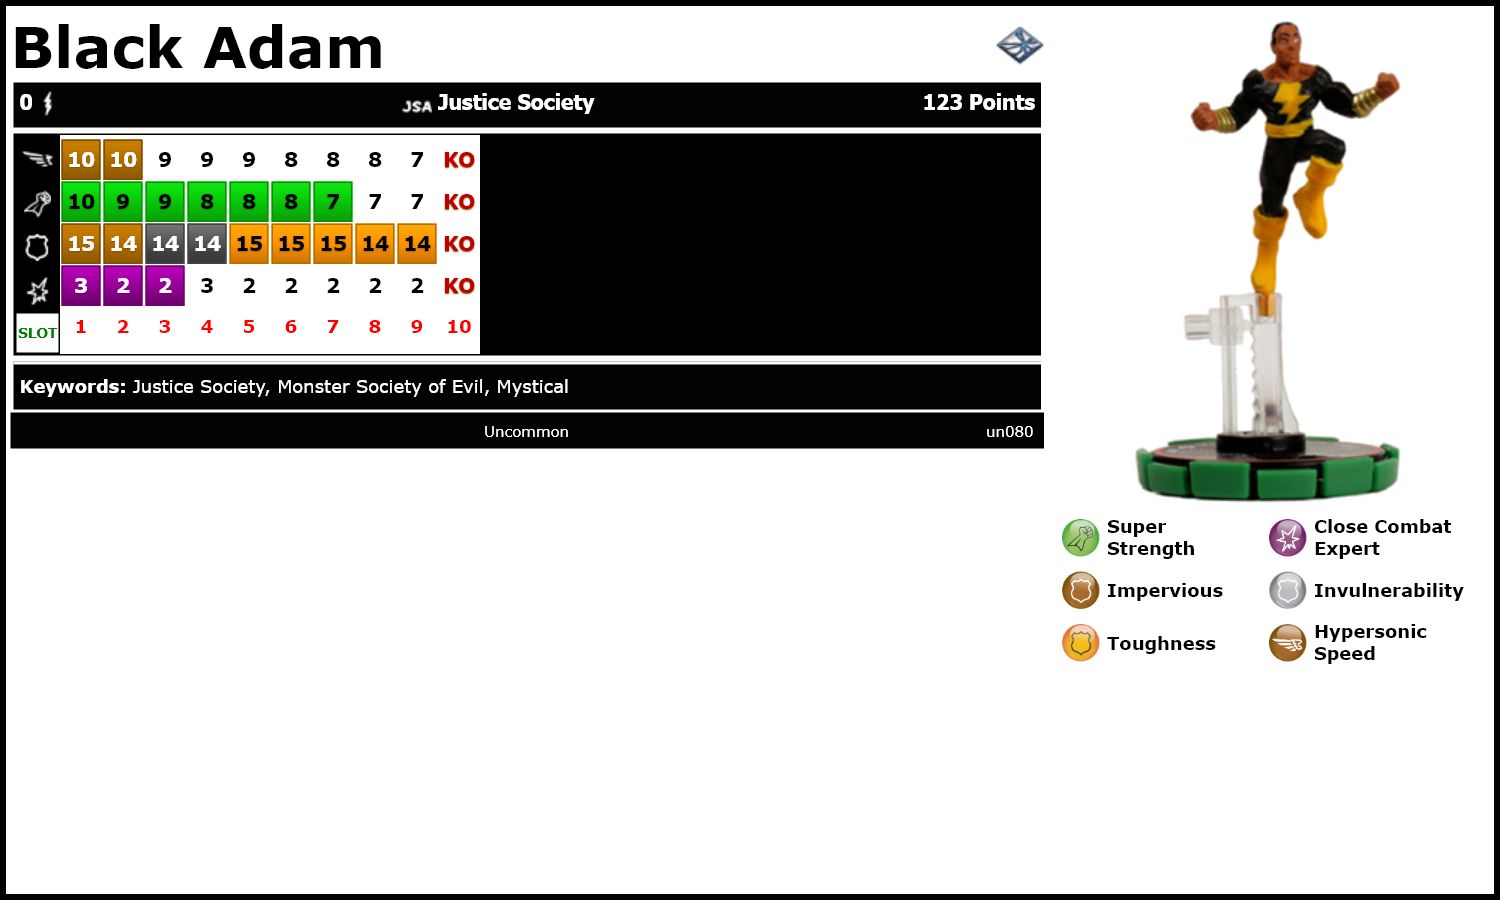 Black Adam
0 JSA Justice Society 123 Points
10 10 9 9 9 8 8 8 7 KO
10 9 9 8 8 8 7 7 7 KO
15 14 14 14 15 15 15 14 14 KO
3 2 2 3 2 2 2 2 2 KO
SLOT 1 2 3 4 5 6 7 8 9 10
Keywords: Justice Society, Monster Society of Evil, Mystical
Uncommon un080
Super
Strength
Close Combat
Expert
Impervious
Invulnerability
Toughness
Hypersonic
Speed